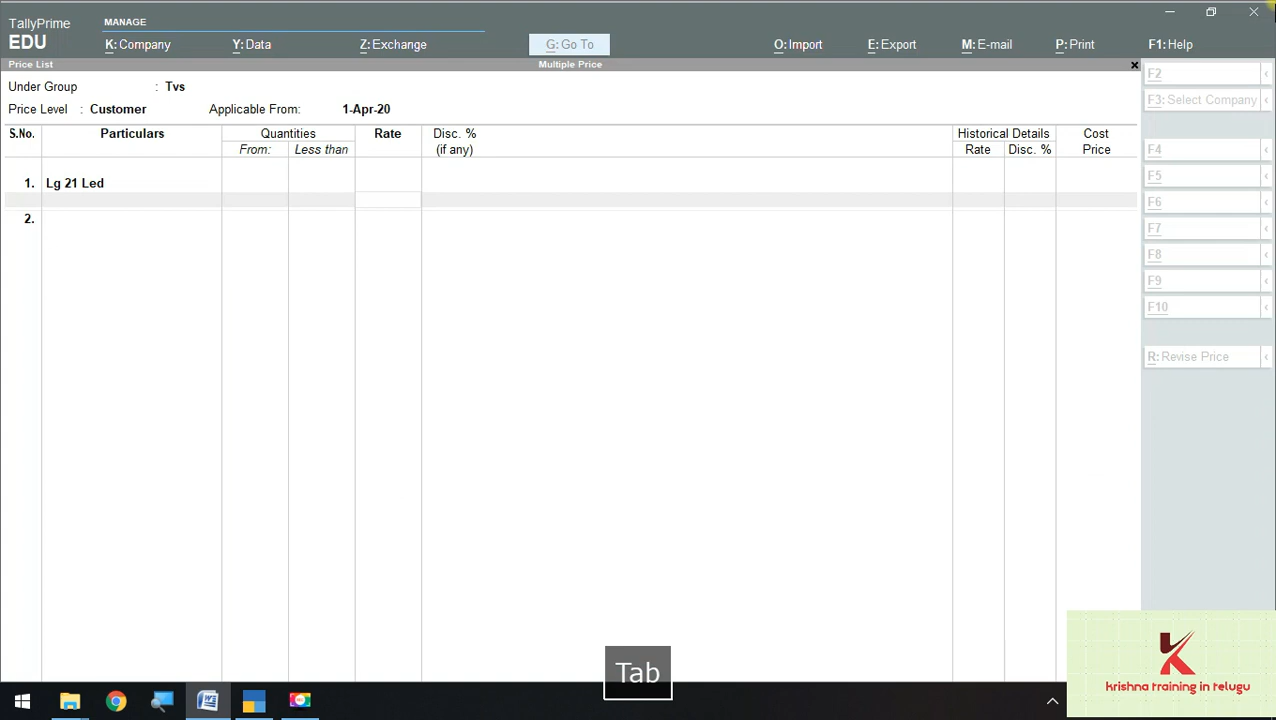 TallyPrime
EDU
MANAGE
K: Company
Y: Data
Z: Exchange
G: Go To
O: Import
E: Export
M: E-mail
P: Print
F1: Help
Price List
Multiple Price
×
Under Group : Tvs
Price Level : Customer Applicable From: 1-Apr-20
S.No. Particulars Quantities Rate Disc. % Historical Details Cost
From: Less than (if any) Rate Disc. % Price
1. Lg 21 Led
2.
F2
F3: Select Company
F4
F5
F6
F7
F8
F9
F10
R: Revise Price
Tab
krishna training in telugu